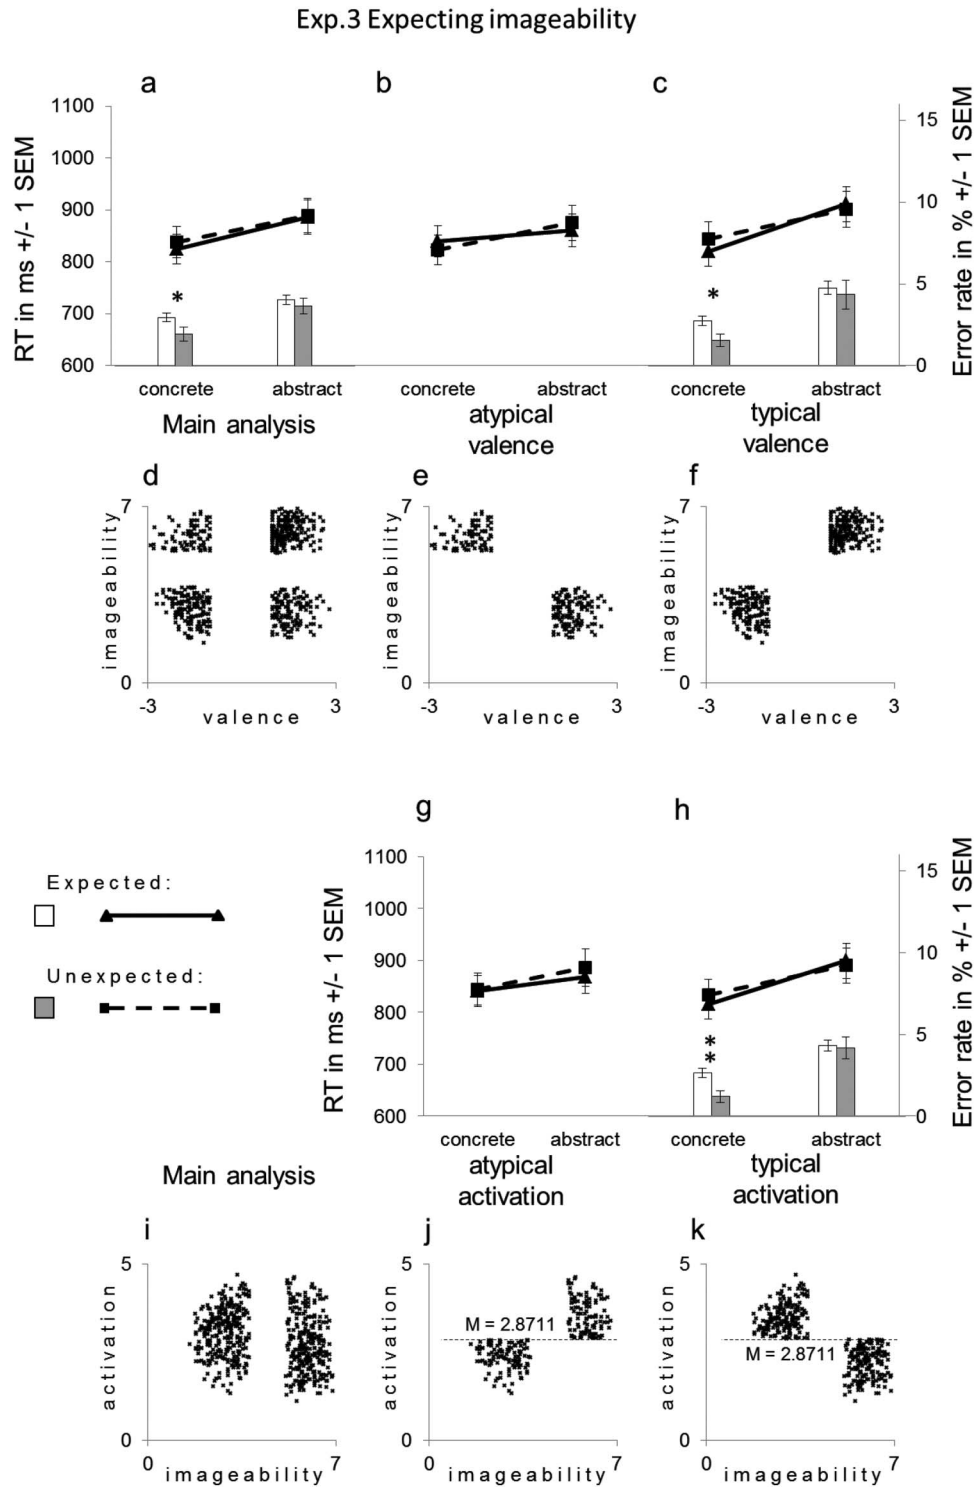 Exp.3 Expecting imageability
a b c
RT in ms +/- 1 SEM
1100
1000
900
800
700
600
*
*
15
10
5
0
Error rate in % +/- 1 SEM
concrete abstract concrete abstract concrete abstract
Main analysis
atypical
valence
typical
valence
d e f
imageability
7
0
-3 3
valence
imageability
7
0
-3 3
valence
imageability
7
0
-3 3
valence
g h
Expected:
Unexpected:
RT in ms +/- 1 SEM
1100
1000
900
800
700
600
*
*
15
10
5
0
Error rate in % +/- 1 SEM
concrete abstract concrete abstract
Main analysis
atypical
activation
typical
activation
i j k
activation
5
0
0 7
imageability
activation
5
M = 2.8711
0
0 7
imageability
activation
5
M = 2.8711
0
0 7
imageability